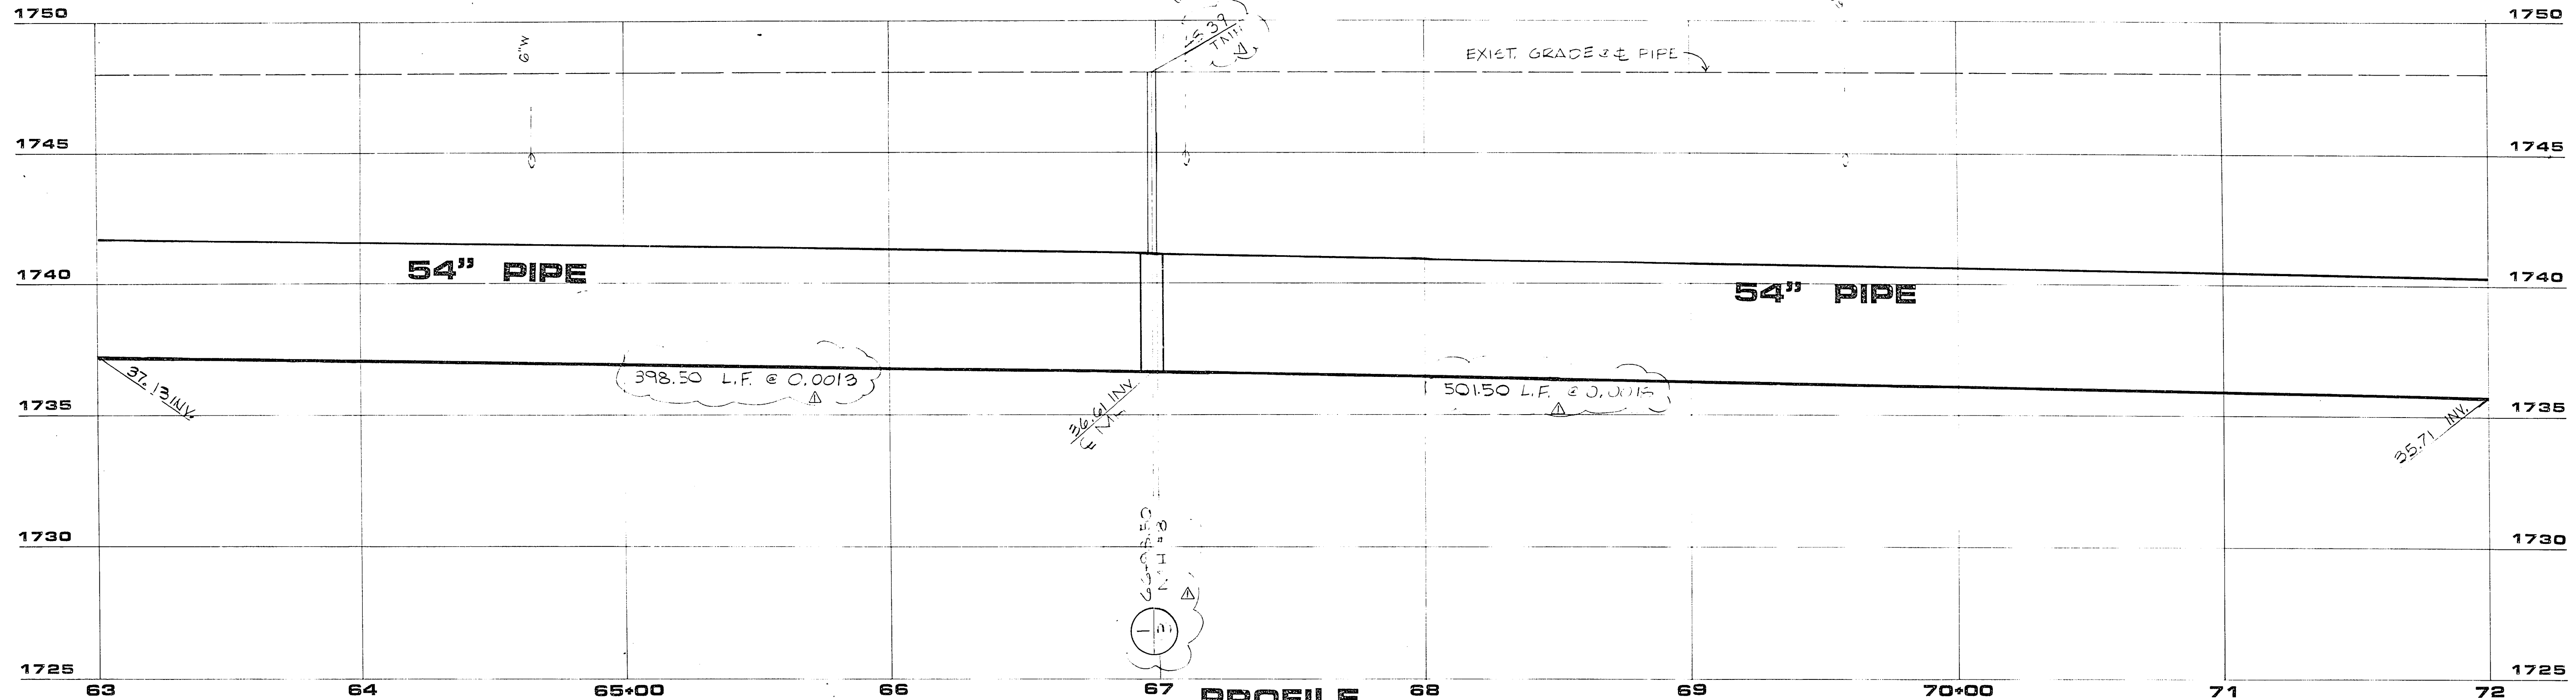 1750
1750
6"W
EXIST. GRADE @ ℄ PIPE
1745
1745
54" PIPE
1740
1740
54" PIPE
37.13 INV.
398.50 L.F. @ 0.0013
36.61 INV
501.50 L.F. @
1735
1735
35.71 INV.
1730
1730
1725
1725
63
64
65+00
66
67
68
69
70+00
71
72
PROFILE